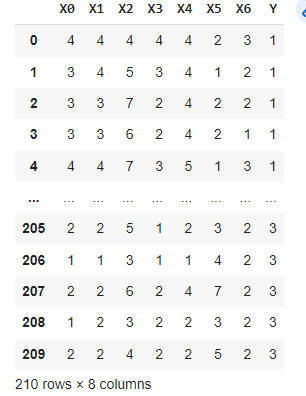 X0 X1 X2 X3 X4 X5 X6 Y
0 4 4 4 4 4 2 3 1
1 3 4 5 3 4 1 2 1
2 3 3 7 2 4 2 2 1
3 3 3 6 2 4 2 1 1
4 4 4 7 3 5 1 3 1
... ... ... ... ... ... ... ... ...
205 2 2 5 1 2 3 2 3
206 1 1 3 1 1 4 2 3
207 2 2 6 2 4 7 2 3
208 1 2 3 2 2 3 2 3
209 2 2 4 2 2 5 2 3
210 rows × 8 columns